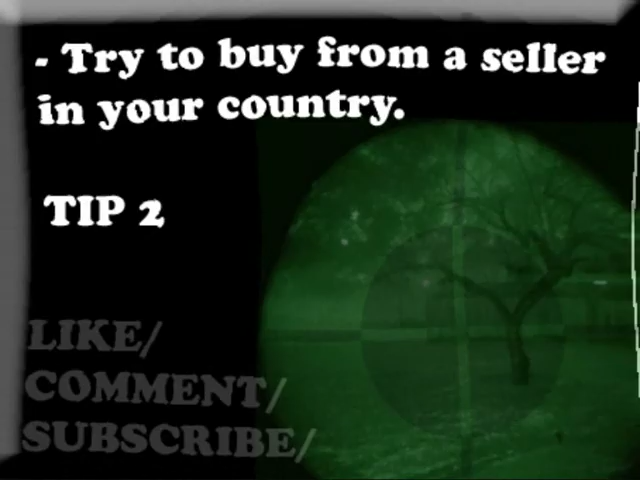 - Try to buy from a seller
in your country.
TIP 2
LIKE/
COMMENT/
SUBSCRIBE/